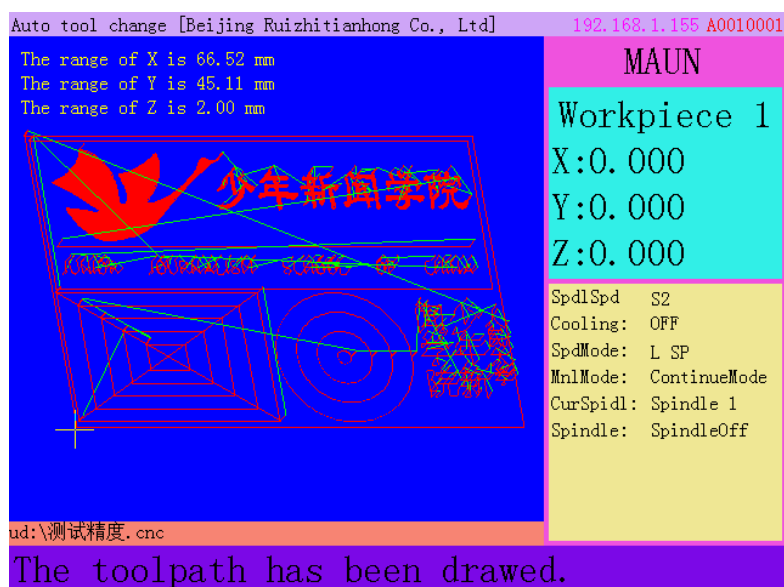 Auto tool change [Beijing Ruizhitianhong Co., Ltd]
192.168.1.155 A0010001
The range of X is 66.52 mm
The range of Y is 45.11 mm
The range of Z is 2.00 mm
少年新闻学院
MAUN
Workpiece 1
X:0.000
Y:0.000
Z:0.000
SpdlSpd S2
Cooling: OFF
SpdMode: L SP
MnlMode: ContinueMode
CurSpidl: Spindle 1
Spindle: SpindleOff
ud:\测试精度.cnc
The toolpath has been drawed.